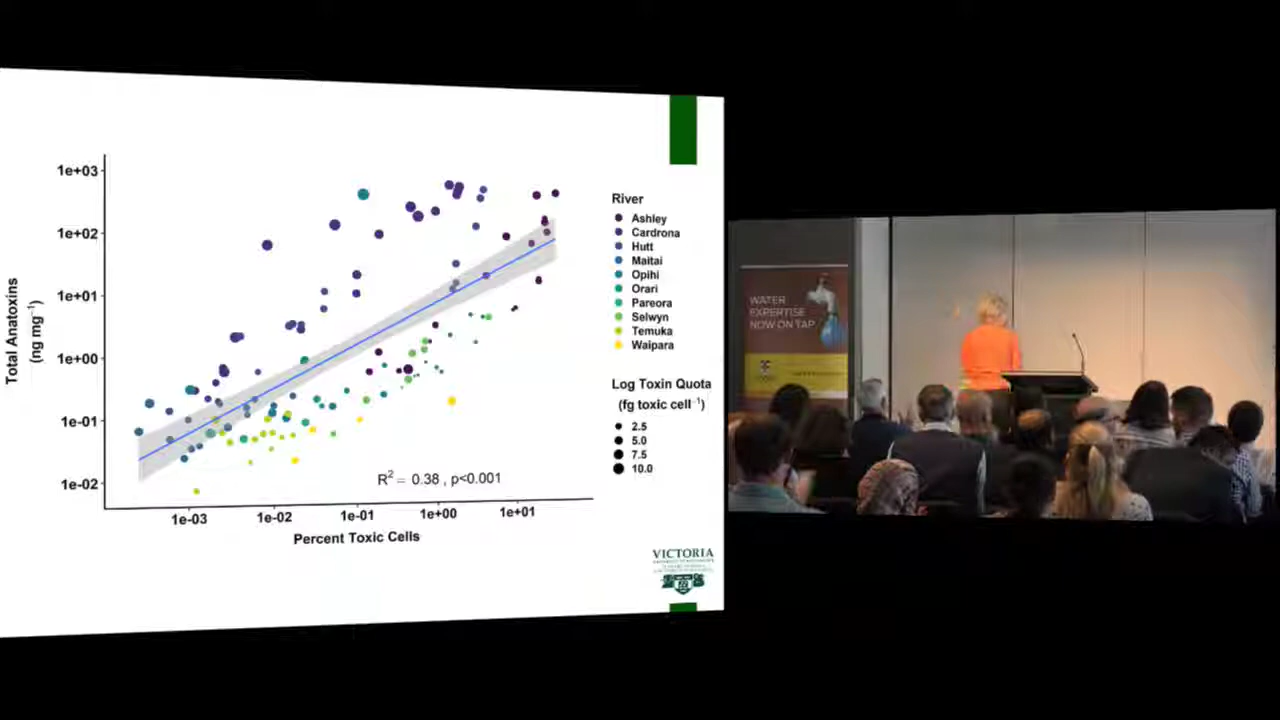 1e+03
1e+02
1e+01
1e+00
1e-01
1e-02
Total Anatoxins
(ng mg⁻¹)
1e-03
1e-02
1e-01
1e+00
1e+01
Percent Toxic Cells
R² = 0.38 , p<0.001
River
Ashley
Cardrona
Hutt
Maitai
Opihi
Orari
Pareora
Selwyn
Temuka
Waipara
Log Toxin Quota
(fg toxic cell⁻¹)
2.5
5.0
7.5
10.0
VICTORIA
WATER
EXPERTISE
NOW ON TAP